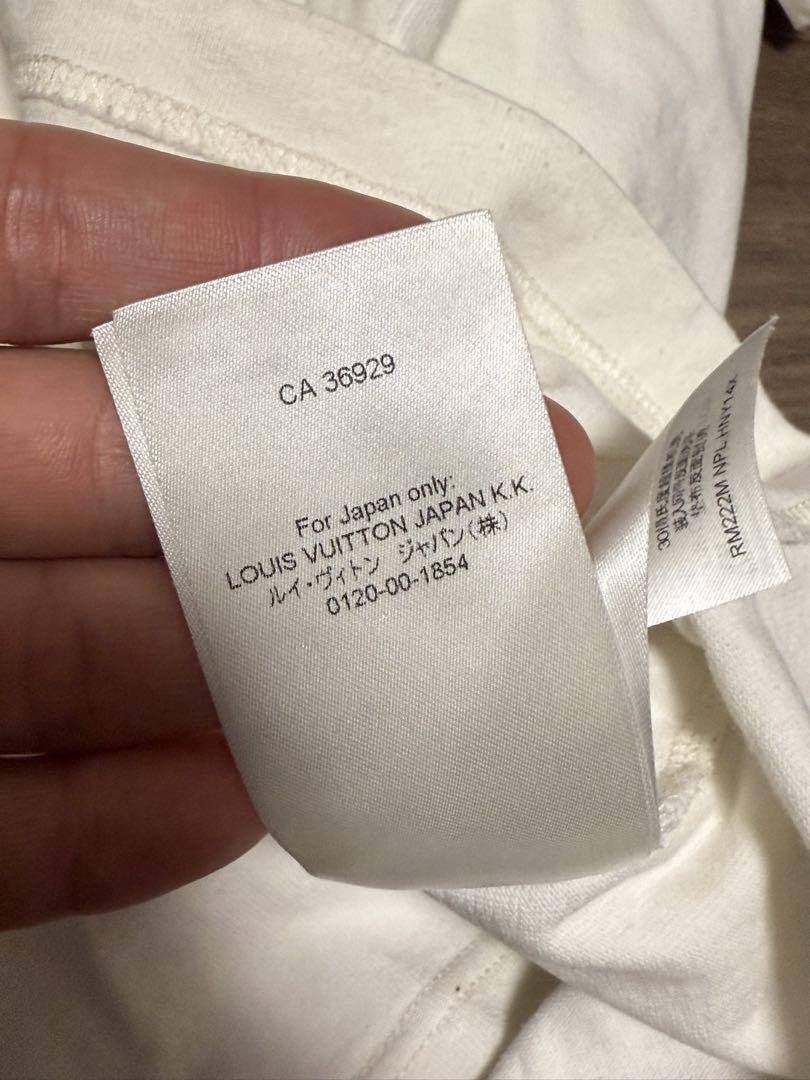 CA 36929
For Japan only:
LOUIS VUITTON JAPAN K.K.
ルイ・ヴィトン ジャパン(株)
0120-00-1854
RM222M NPL HNY14X